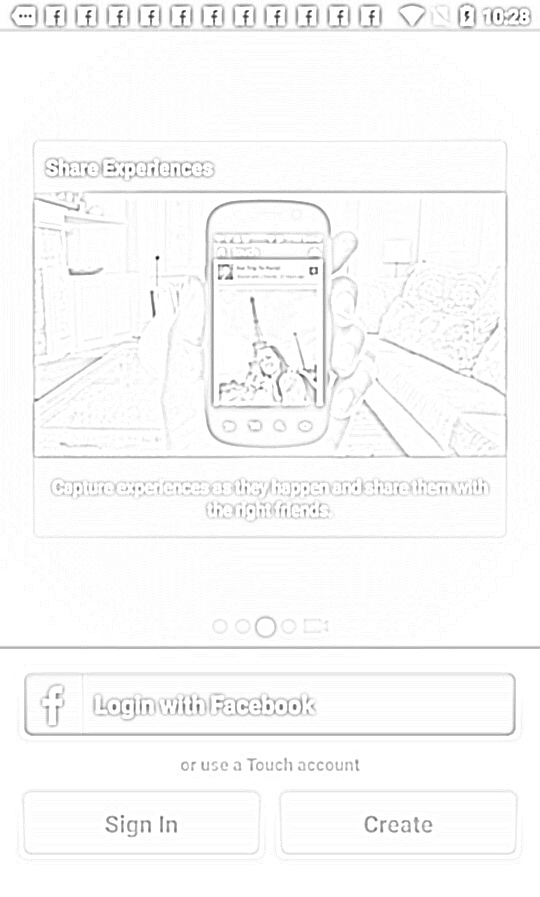 10:28
Share Experiences
Capture experiences as they happen and share them with
the right friends.
f Login with Facebook
or use a Touch account
Sign In
Create